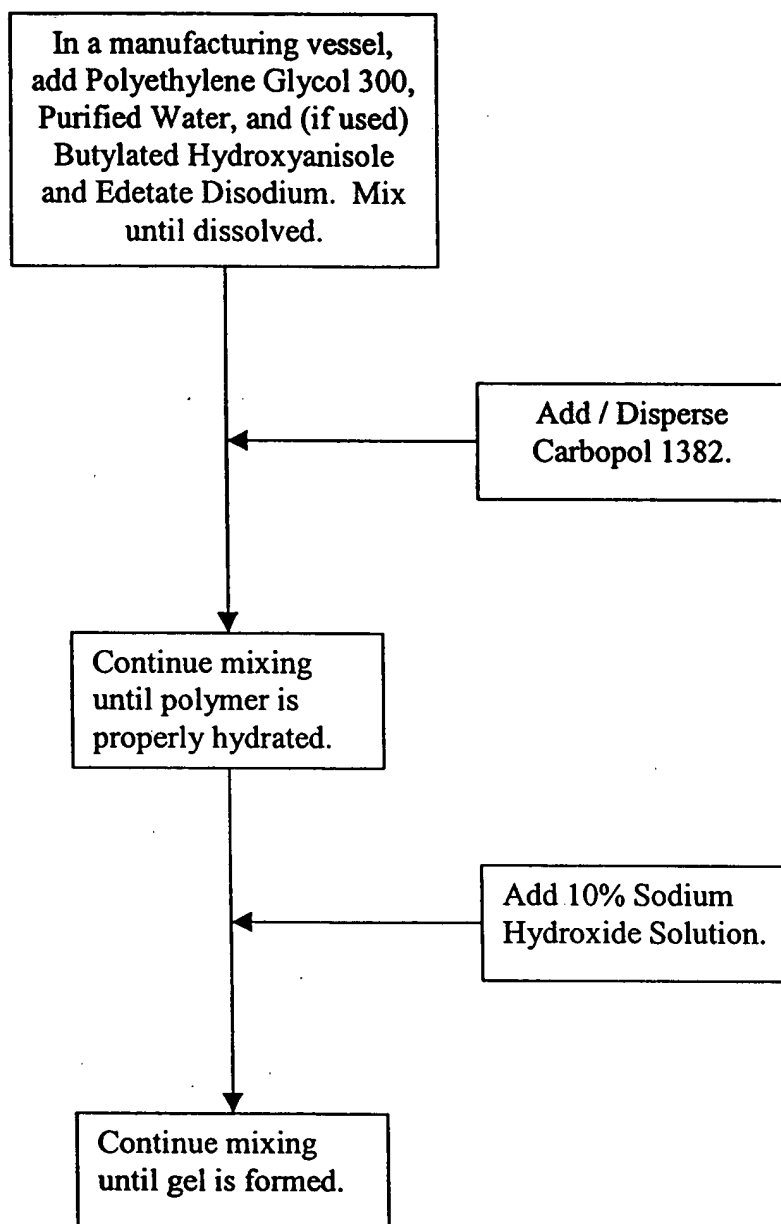 In a manufacturing vessel,
add Polyethylene Glycol 300,
Purified Water, and (if used)
Butylated Hydroxyanisole
and Edetate Disodium. Mix
until dissolved.
Add / Disperse
Carbopol 1382.
Continue mixing
until polymer is
properly hydrated.
Add 10% Sodium
Hydroxide Solution.
Continue mixing
until gel is formed.